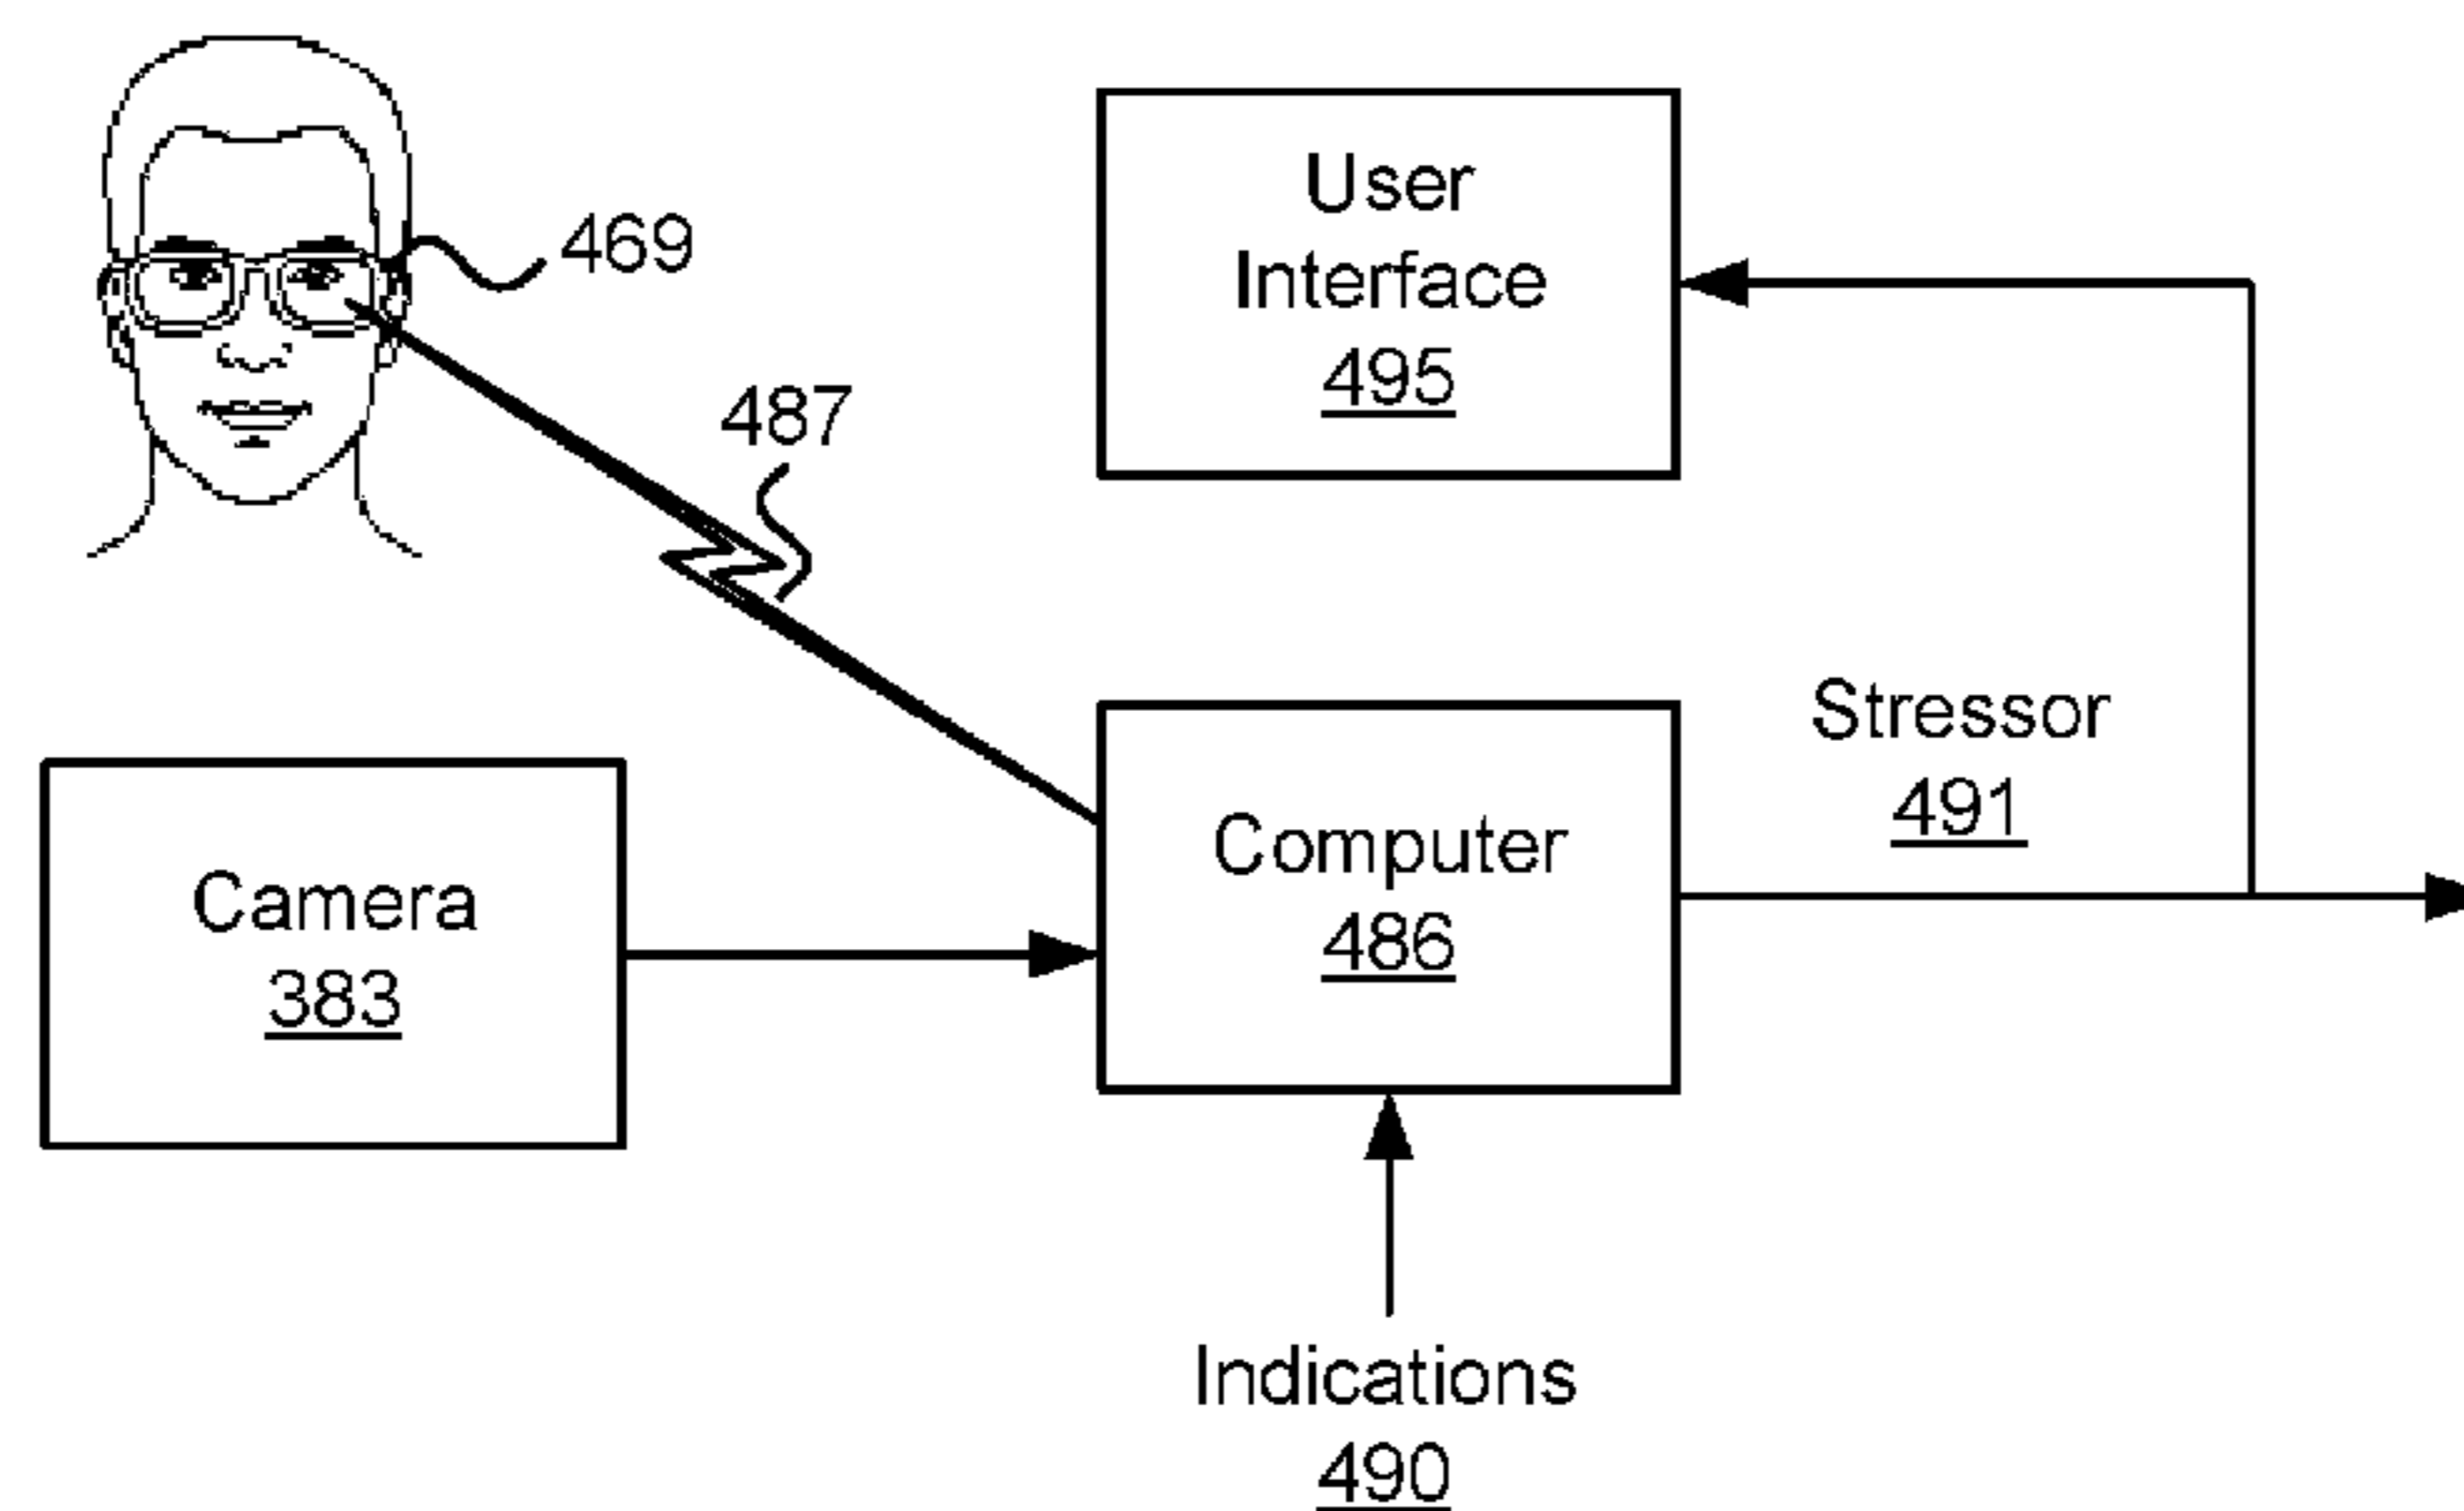 User
Interface
495
469
487
Stressor
491
Computer
486
Camera
383
Indications
490